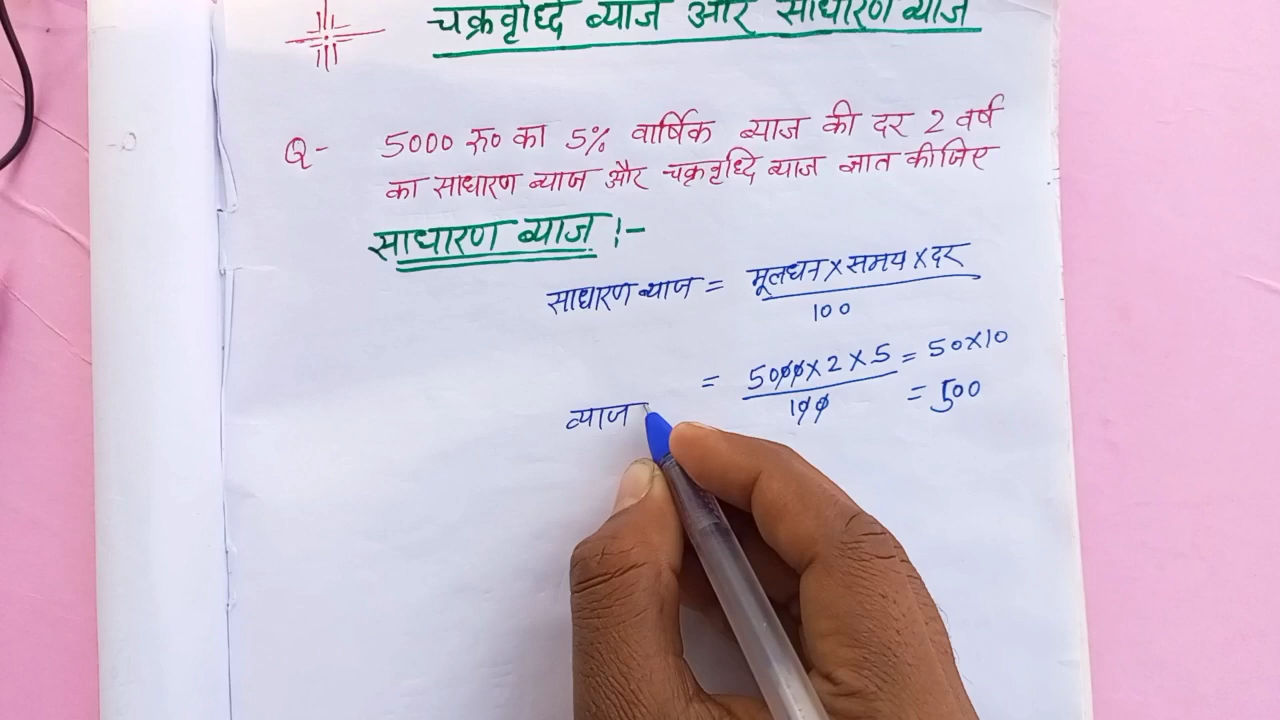 चक्रवृध्दि ब्याज और साधारण ब्याज
Q- 5000 रु० का 5% वार्षिक ब्याज की दर 2 वर्ष
का साधारण ब्याज और चक्रवृध्दि ब्याज ज्ञात कीजिए
साधारण ब्याज :-
साधारण ब्याज = मूलधन × समय × दर
100
= 5000 × 2 × 5 = 50×10
100 = 500
ब्याज